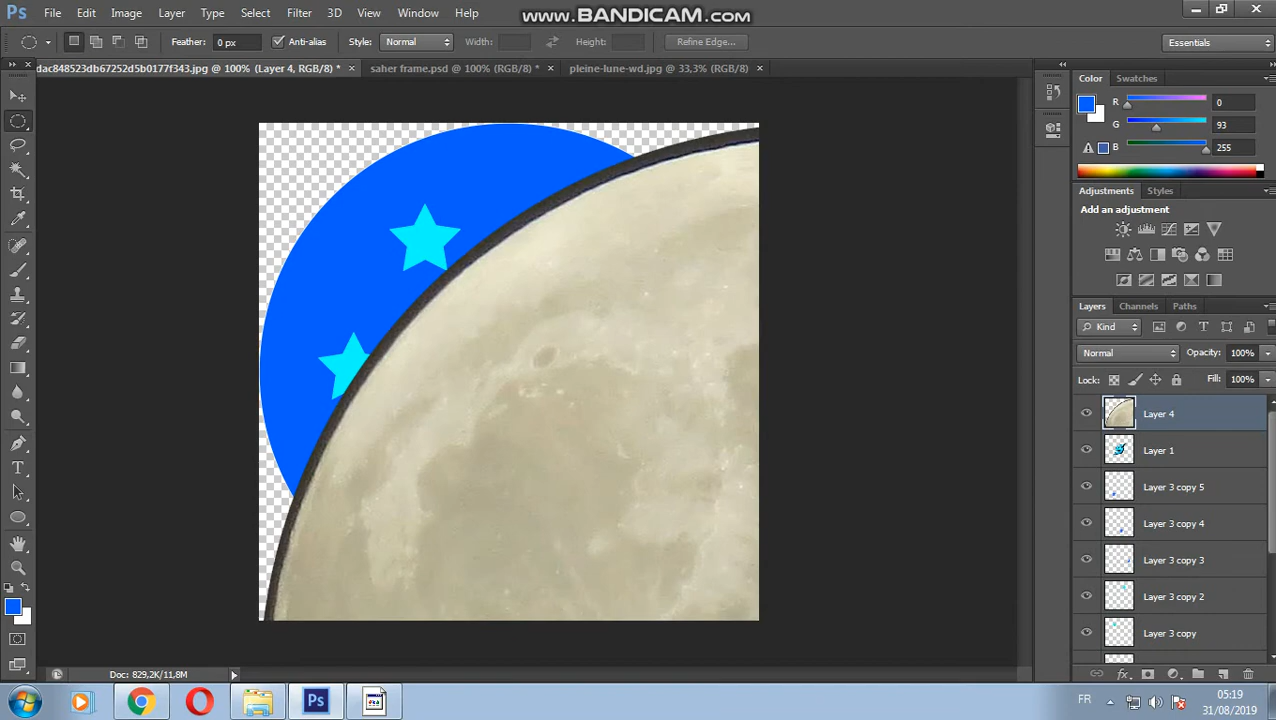 www.BANDICAM.com
Ps File Edit Image Layer Type Select Filter 3D View Window Help
Feather: 0 px Anti-alias Style: Normal Width: Height: Refine Edge... Essentials
dac848523db67252d5b0177f343.jpg @ 100% (Layer 4, RGB/8) * × saher frame.psd @ 100% (RGB/8) * × pleine-lune-wd.jpg @ 33,3% (RGB/8) ×
Color Swatches
R 0
G 93
B 255
Adjustments Styles
Add an adjustment
Layers Channels Paths
Kind
Normal Opacity: 100%
Lock: Fill: 100%
Layer 4
Layer 1
Layer 3 copy 5
Layer 3 copy 4
Layer 3 copy 3
Layer 3 copy 2
Layer 3 copy
fx
T
100% Doc: 829,2K/11,8M
Ps FR 05:19
31/08/2019